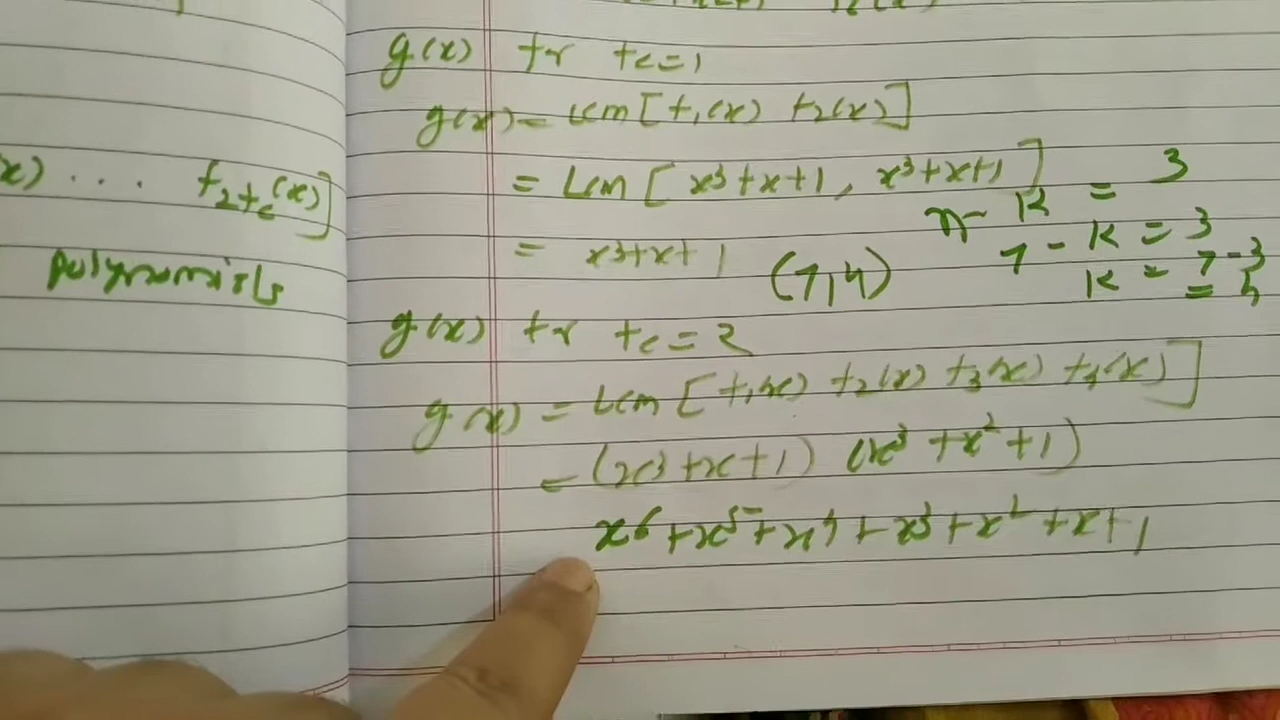 x) .... f₂ₜc(x)]
polynomials
g(x) for tc=1
g(x) = Lcm[f₁(x) f₂(x)]
= Lcm [x³+x+1, x³+x+1]
= x³+x+1 (7,4)
n-k = 3
7-k = 3
k = 7-3
= 4
g(x) for tc=2
g(x) = Lcm [f₁(x) f₂(x) f₃(x) f₄(x)]
= (x³+x+1) (x³+x²+1)
x⁶+x⁵+x⁴+x³+x²+x+1